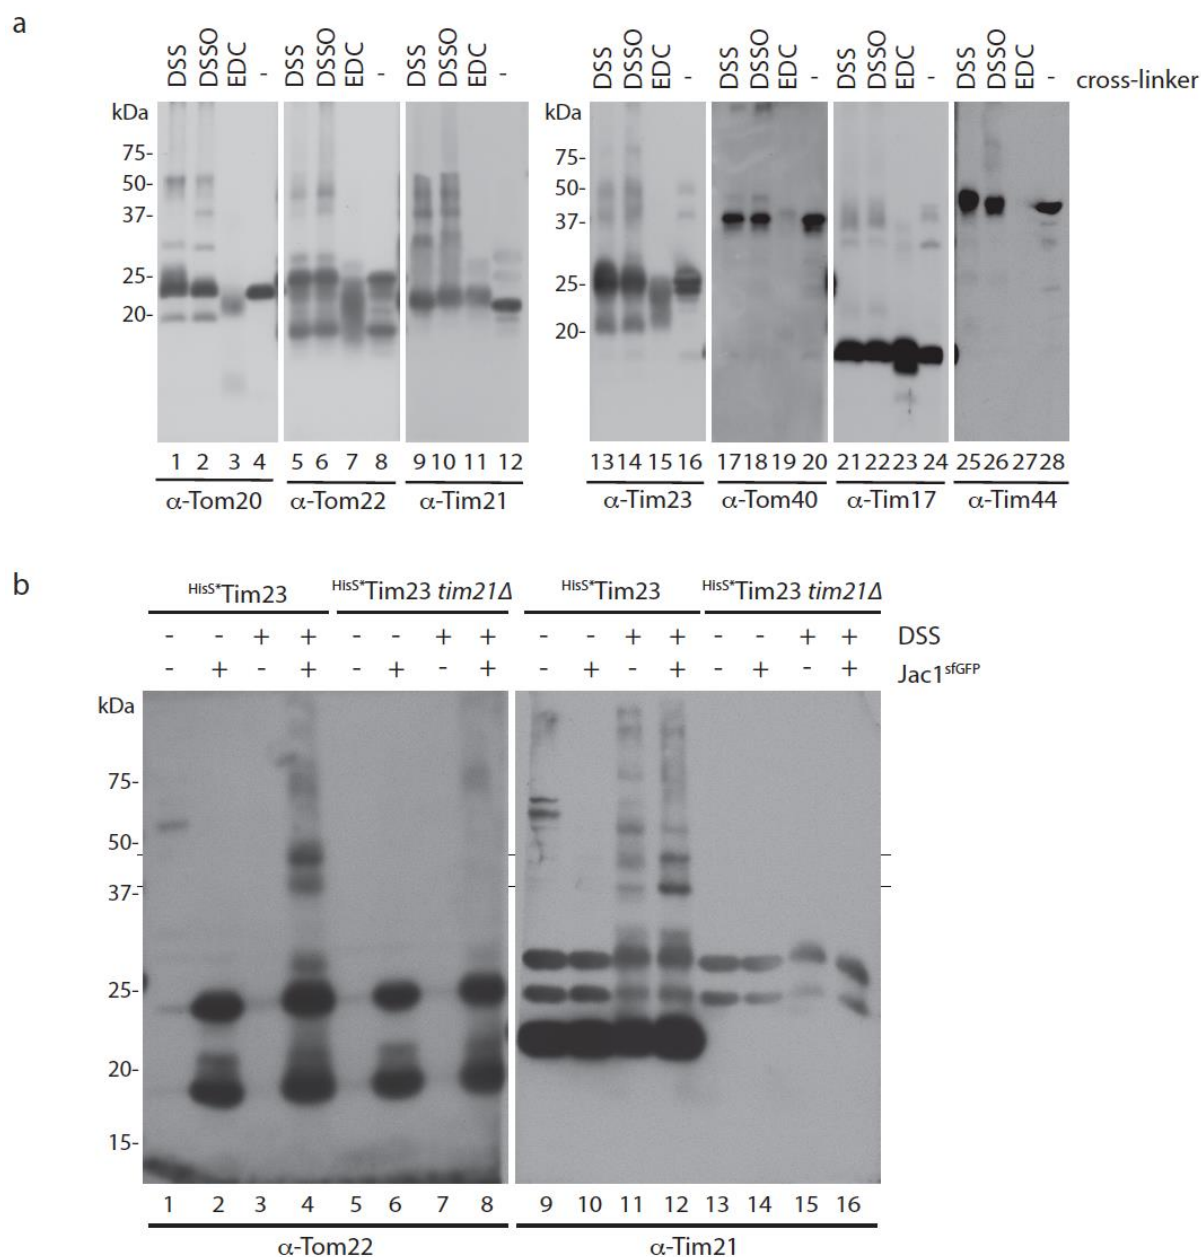 a
DSS DSSO EDC - DSS DSSO EDC - DSS DSSO EDC - DSS DSSO EDC - DSS DSSO EDC - DSS DSSO EDC - DSS DSSO EDC - cross-linker
kDa kDa
75- 75-
50- 50-
37- 37-
25- 25-
20- 20-
1 2 3 4 5 6 7 8 9 10 11 12 13 14 15 16 17 18 19 20 21 22 23 24 25 26 27 28
α-Tom20 α-Tom22 α-Tim21 α-Tim23 α-Tom40 α-Tim17 α-Tim44
b
HisS*Tim23 HisS*Tim23 tim21Δ HisS*Tim23 HisS*Tim23 tim21Δ
- - + + - - + + - - + + - - + + DSS
- + - + - + - + - + - + - + - + Jac1sfGFP
kDa
75-
50-
37-
25-
20-
15-
1 2 3 4 5 6 7 8 9 10 11 12 13 14 15 16
α-Tom22 α-Tim21